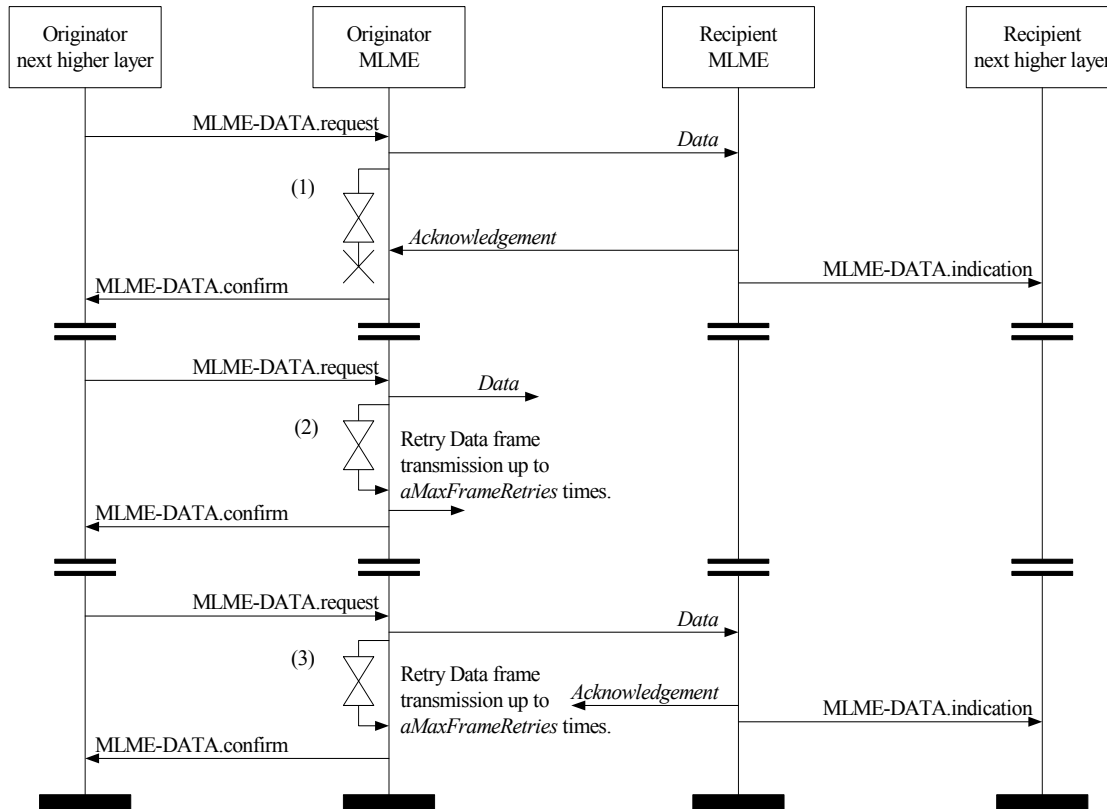 Originator
next higher layer
Originator
MLME
Recipient
MLME
Recipient
next higher layer
MLME-DATA.request
Data
(1)
Acknowledgement
MLME-DATA.indication
MLME-DATA.confirm
MLME-DATA.request
Data
(2)
Retry Data frame
transmission up to
aMaxFrameRetries times.
MLME-DATA.confirm
MLME-DATA.request
Data
(3)
Retry Data frame
transmission up to
aMaxFrameRetries times.
Acknowledgement
MLME-DATA.indication
MLME-DATA.confirm